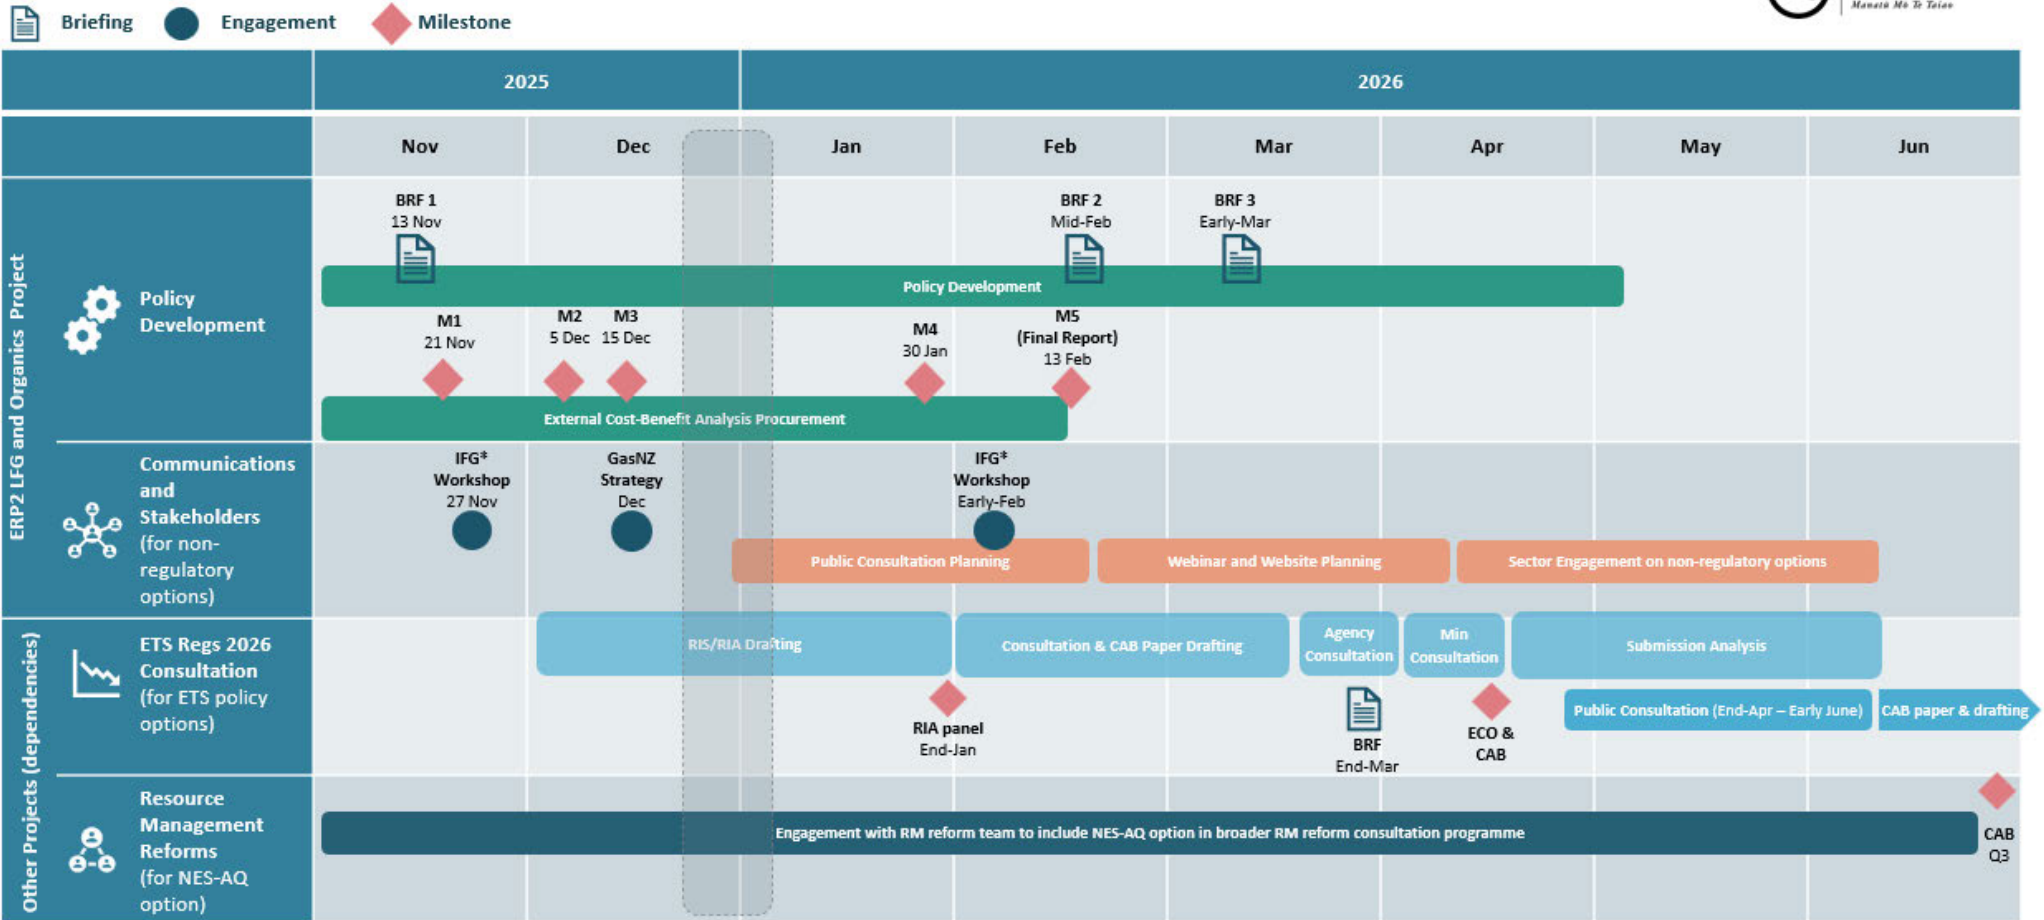 Briefing
Engagement
Milestone
Manatū Mō Te Taiao
2025
2026
Nov
Dec
Jan
Feb
Mar
Apr
May
Jun
ERP2 LFG and Organics Project
Policy
Development
BRF 1
13 Nov
BRF 2
Mid-Feb
BRF 3
Early-Mar
Policy Development
M1
21 Nov
M2
5 Dec
M3
15 Dec
M4
30 Jan
M5
(Final Report)
13 Feb
External Cost-Benefit Analysis Procurement
Communications
and
Stakeholders
(for non-
regulatory
options)
IFG*
Workshop
27 Nov
GasNZ
Strategy
Dec
IFG*
Workshop
Early-Feb
Public Consultation Planning
Webinar and Website Planning
Sector Engagement on non-regulatory options
Other Projects (dependencies)
ETS Regs 2026
Consultation
(for ETS policy
options)
RIS/RIA Drafting
Consultation & CAB Paper Drafting
Agency
Consultation
Min
Consultation
Submission Analysis
RIA panel
End-Jan
BRF
End-Mar
ECO &
CAB
Public Consultation (End-Apr – Early June)
CAB paper & drafting
Resource
Management
Reforms
(for NES-AQ
option)
Engagement with RM reform team to include NES-AQ option in broader RM reform consultation programme
CAB
Q3